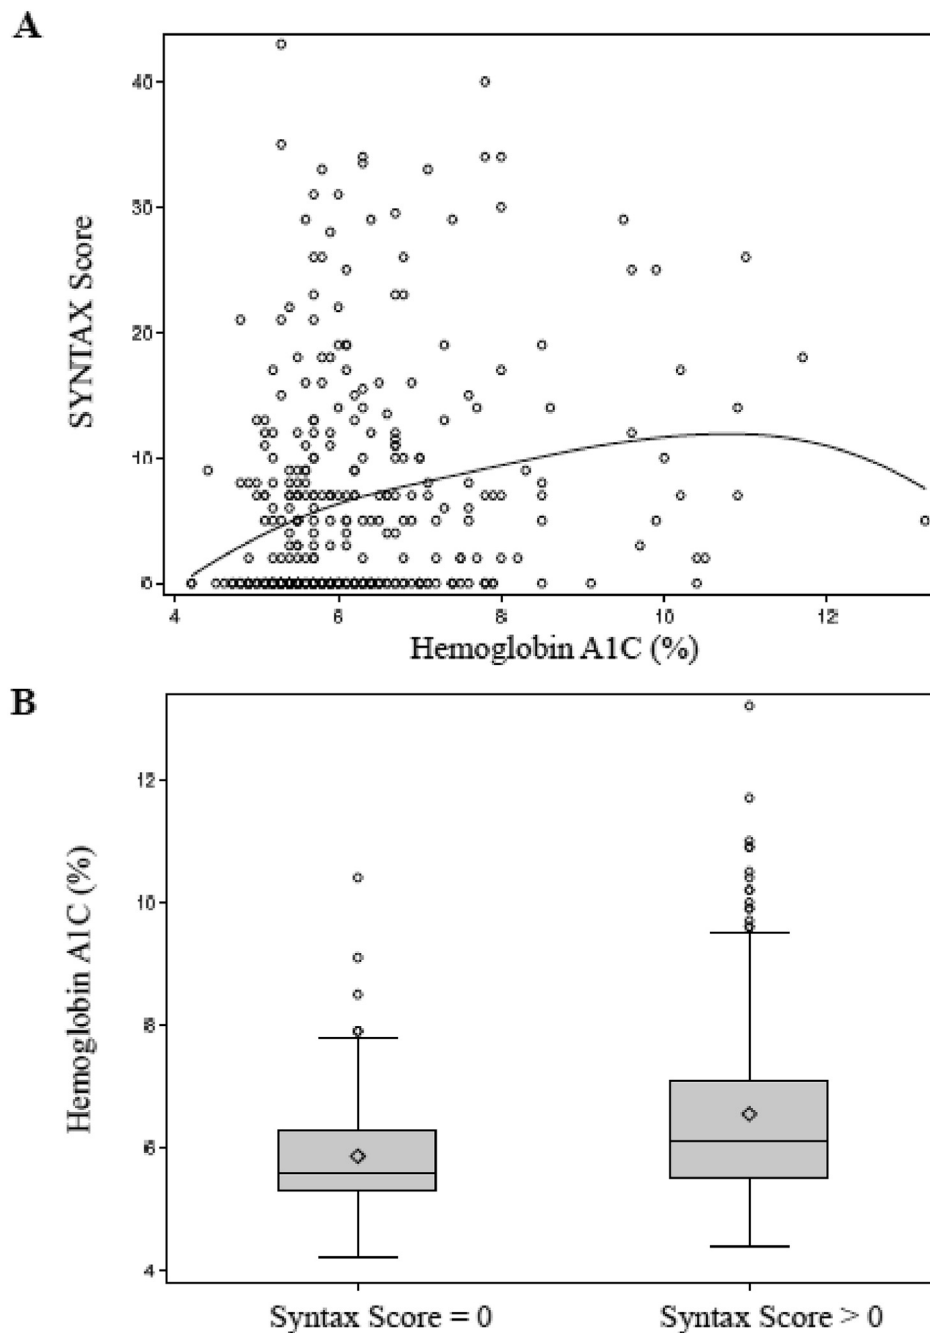 A
SYNTAX Score
40
30
20
10
0
4
6
8
10
12
Hemoglobin A1C (%)
B
Hemoglobin A1C (%)
12
10
8
6
4
Syntax Score = 0
Syntax Score > 0